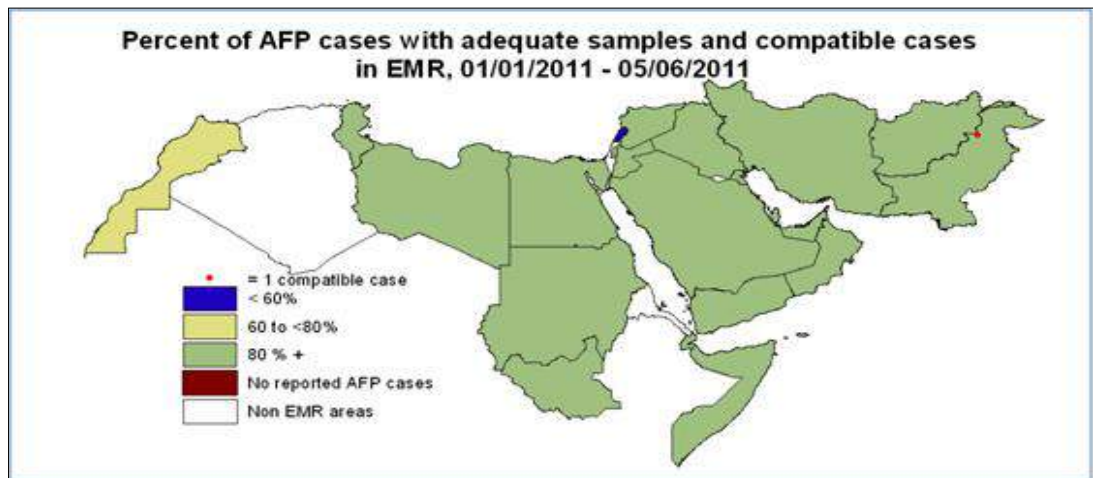 Percent of AFP cases with adequate samples and compatible cases
in EMR, 01/01/2011 - 05/06/2011
= 1 compatible case
< 60%
60 to <80%
80 % +
No reported AFP cases
Non EMR areas